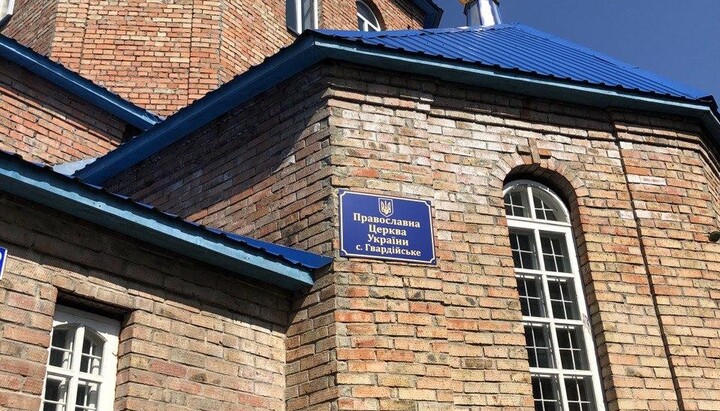 Православна
Церква
України
с. Гвардійське